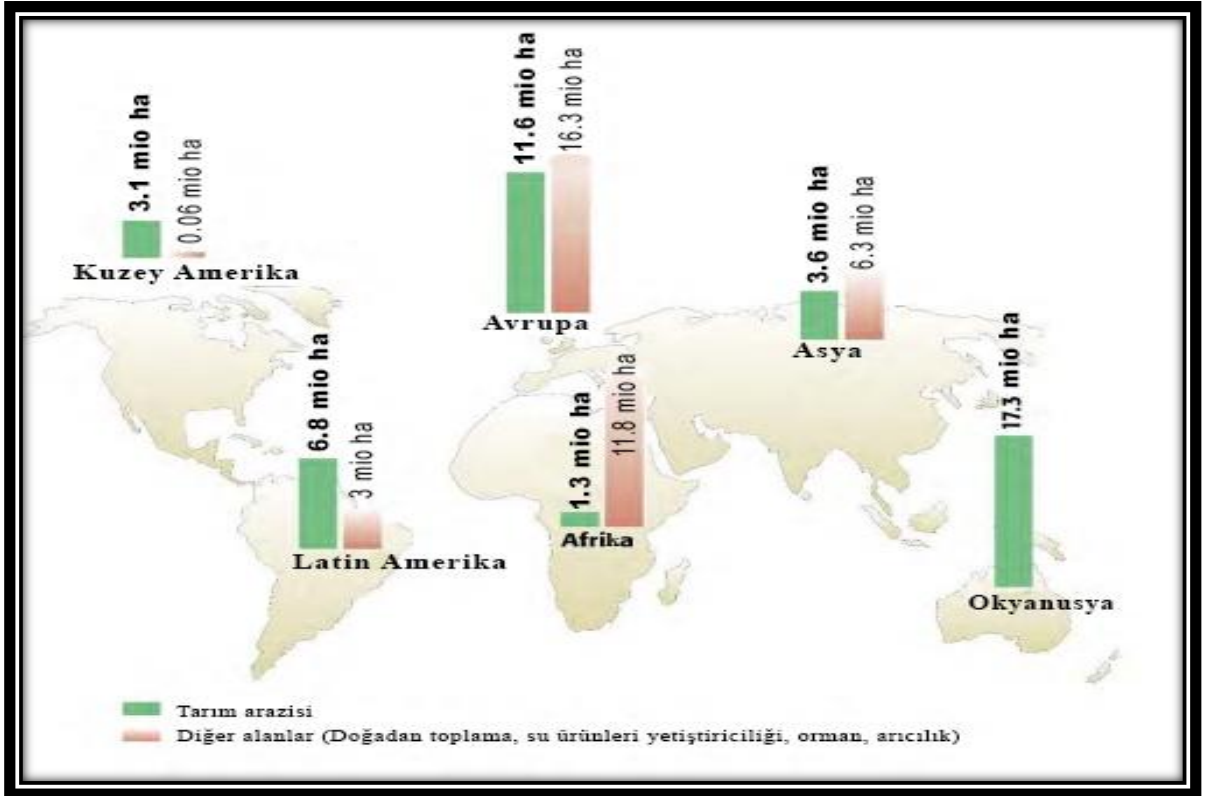 3.1 mio ha
0.06 mio ha
Kuzey Amerika
11.6 mio ha
16.3 mio ha
Avrupa
3.6 mio ha
6.3 mio ha
Asya
6.8 mio ha
3 mio ha
Latin Amerika
1.3 mio ha
11.8 mio ha
Afrika
17.3 mio ha
Okyanusya
Tarım arazisi
Diğer alanlar (Doğadan toplama, su ürünleri yetiştiriciliği, orman, arıcılık)